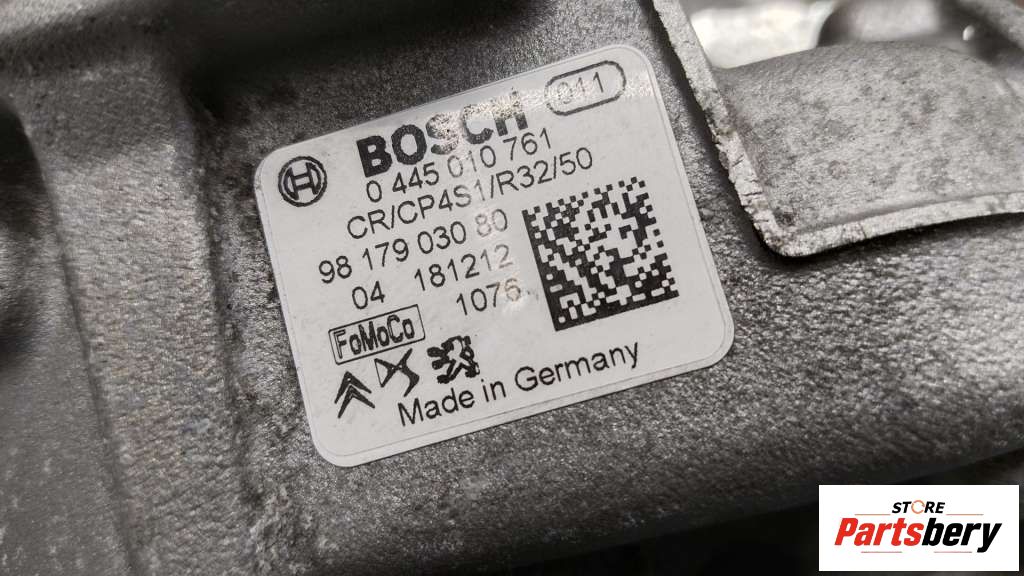 BOSCH 011
0 445 010 761
CR/CP4S1/R32/50
98 179 030 80
04 181212
1076
FoMoCo
Made in Germany
STORE
Partsbery